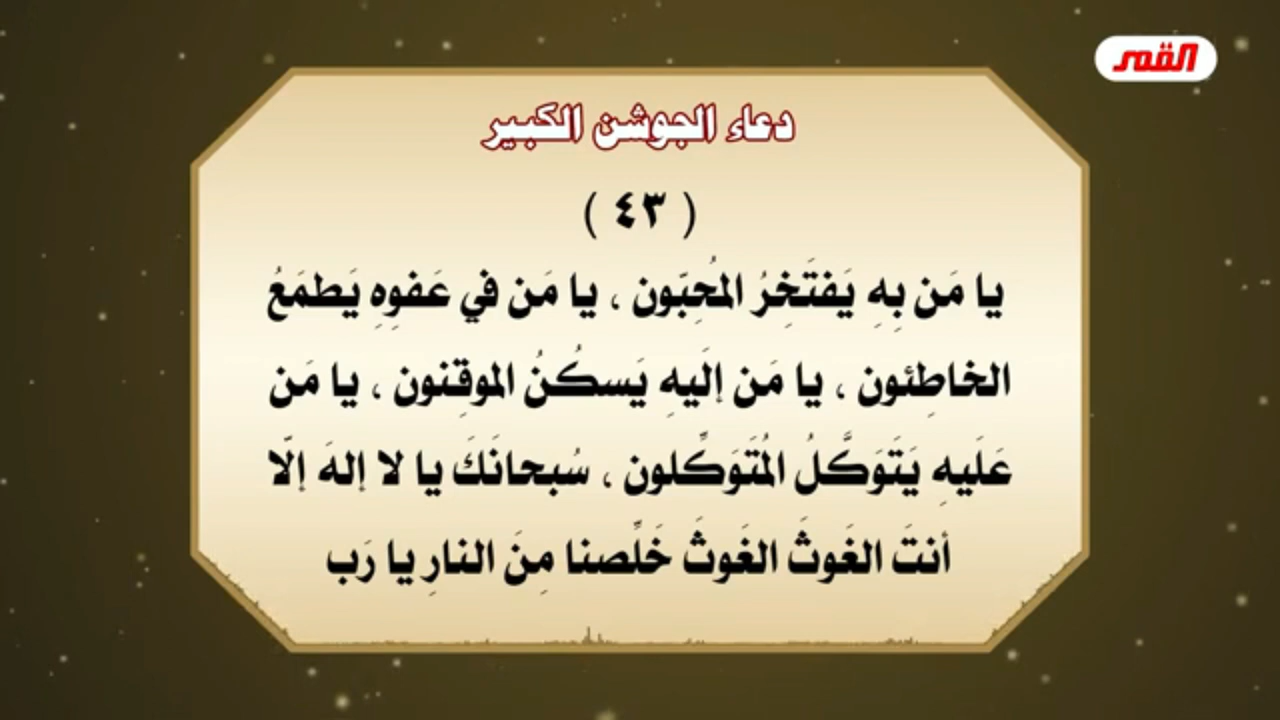 القمر
دعاء الجوشن الكبير
( ٤٣ )
يا مَن بِهِ يَفتَخِرُ المُحِبّون ، يا مَن في عَفوِهِ يَطمَعُ
الخاطِئون ، يا مَن إلَيهِ يَسكُنُ الموقِنون ، يا مَن
عَلَيهِ يَتَوَكَّلُ المُتَوَكِّلون ، سُبحانَكَ يا لا إلهَ إلّا
أنتَ الغَوثَ الغَوثَ خَلِّصنا مِنَ النارِ يا رَب